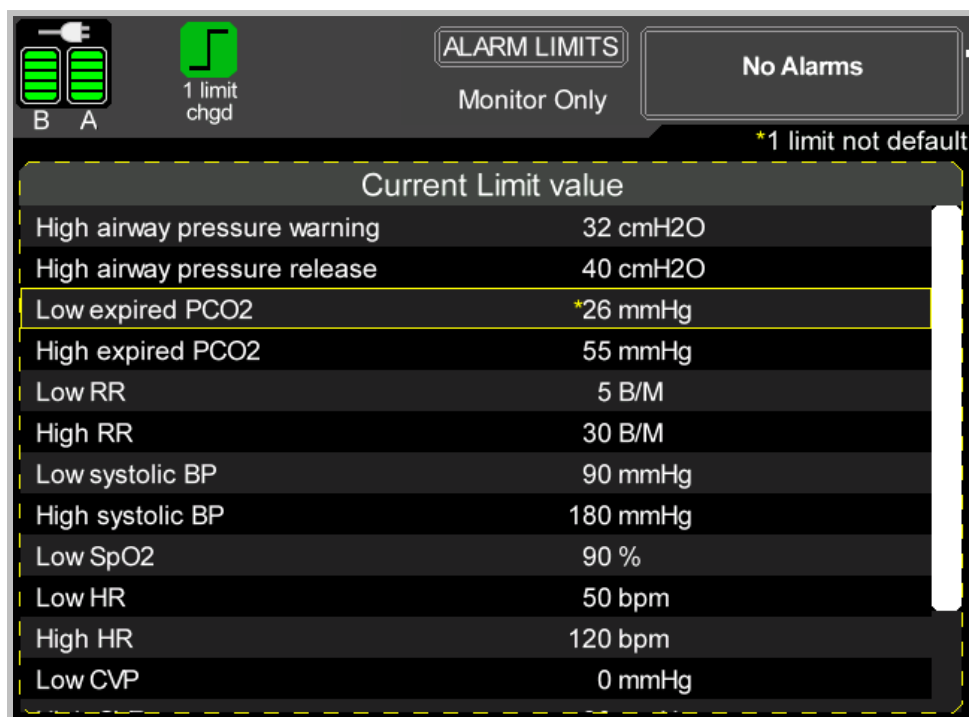 ALARM LIMITS
No Alarms
1 limit
chgd
Monitor Only
B A
*1 limit not default
Current Limit value
High airway pressure warning 32 cmH2O
High airway pressure release 40 cmH2O
Low expired PCO2 *26 mmHg
High expired PCO2 55 mmHg
Low RR 5 B/M
High RR 30 B/M
Low systolic BP 90 mmHg
High systolic BP 180 mmHg
Low SpO2 90 %
Low HR 50 bpm
High HR 120 bpm
Low CVP 0 mmHg